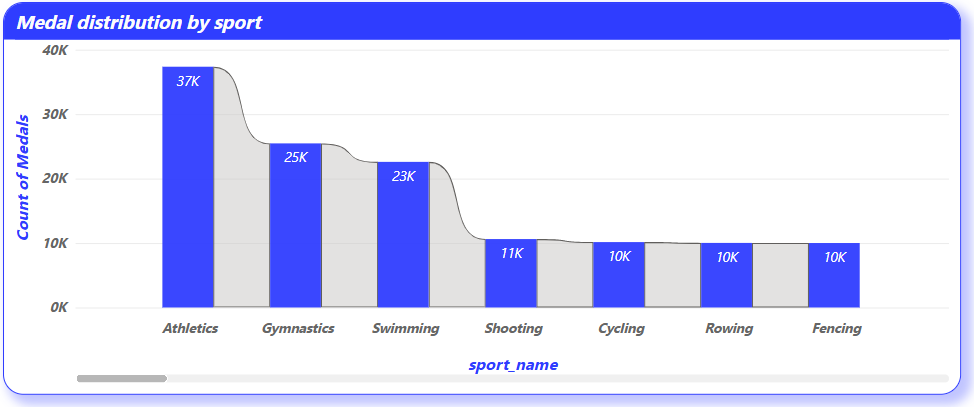 Medal distribution by sport
40K
30K
20K
10K
0K
Count of Medals
37K
25K
23K
11K
10K
10K
10K
Athletics Gymnastics Swimming Shooting Cycling Rowing Fencing
sport_name